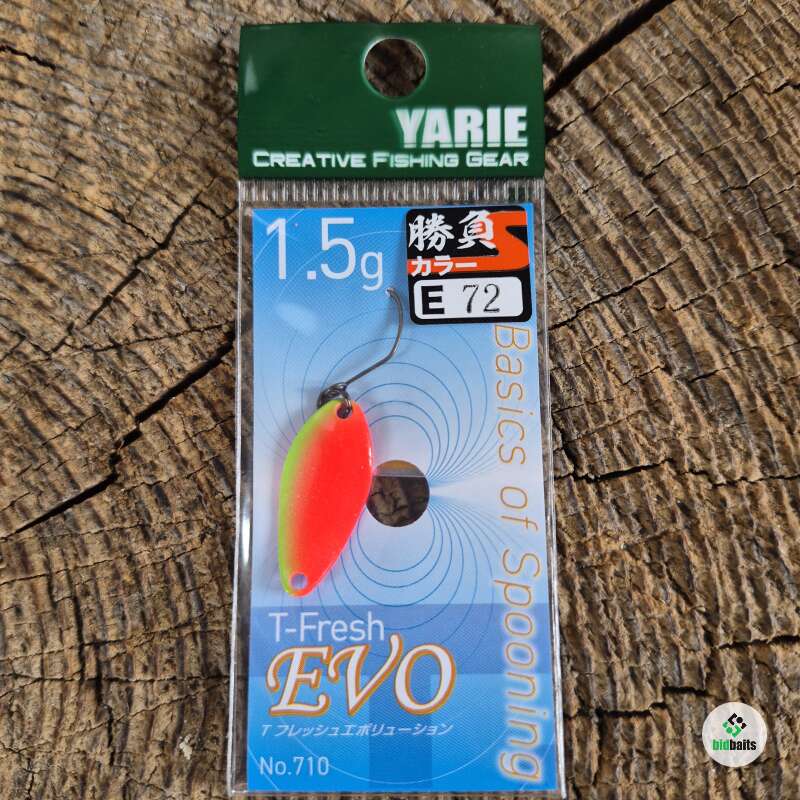 YARIE
CREATIVE FISHING GEAR
1.5g
勝負S
カラー
E 72
Basics of Spooning
T-Fresh
EVO
T フレッシュエボリューション
No.710
bidbaits